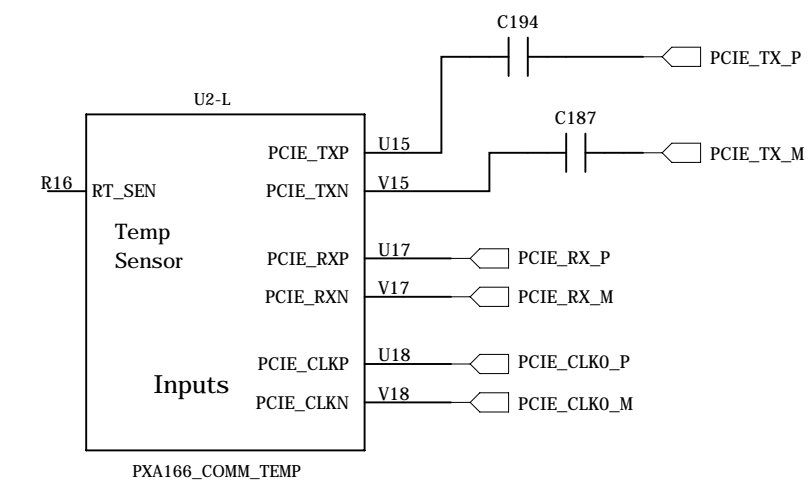 C194
PCIE_TX_P
U2-L
C187
PCIE_TXP U15
PCIE_TX_M
R16 RT_SEN PCIE_TXN V15
Temp
Sensor
PCIE_RXP U17 PCIE_RX_P
PCIE_RXN V17 PCIE_RX_M
PCIE_CLKP U18 PCIE_CLK0_P
Inputs
PCIE_CLKN V18 PCIE_CLK0_M
PXA166_COMM_TEMP